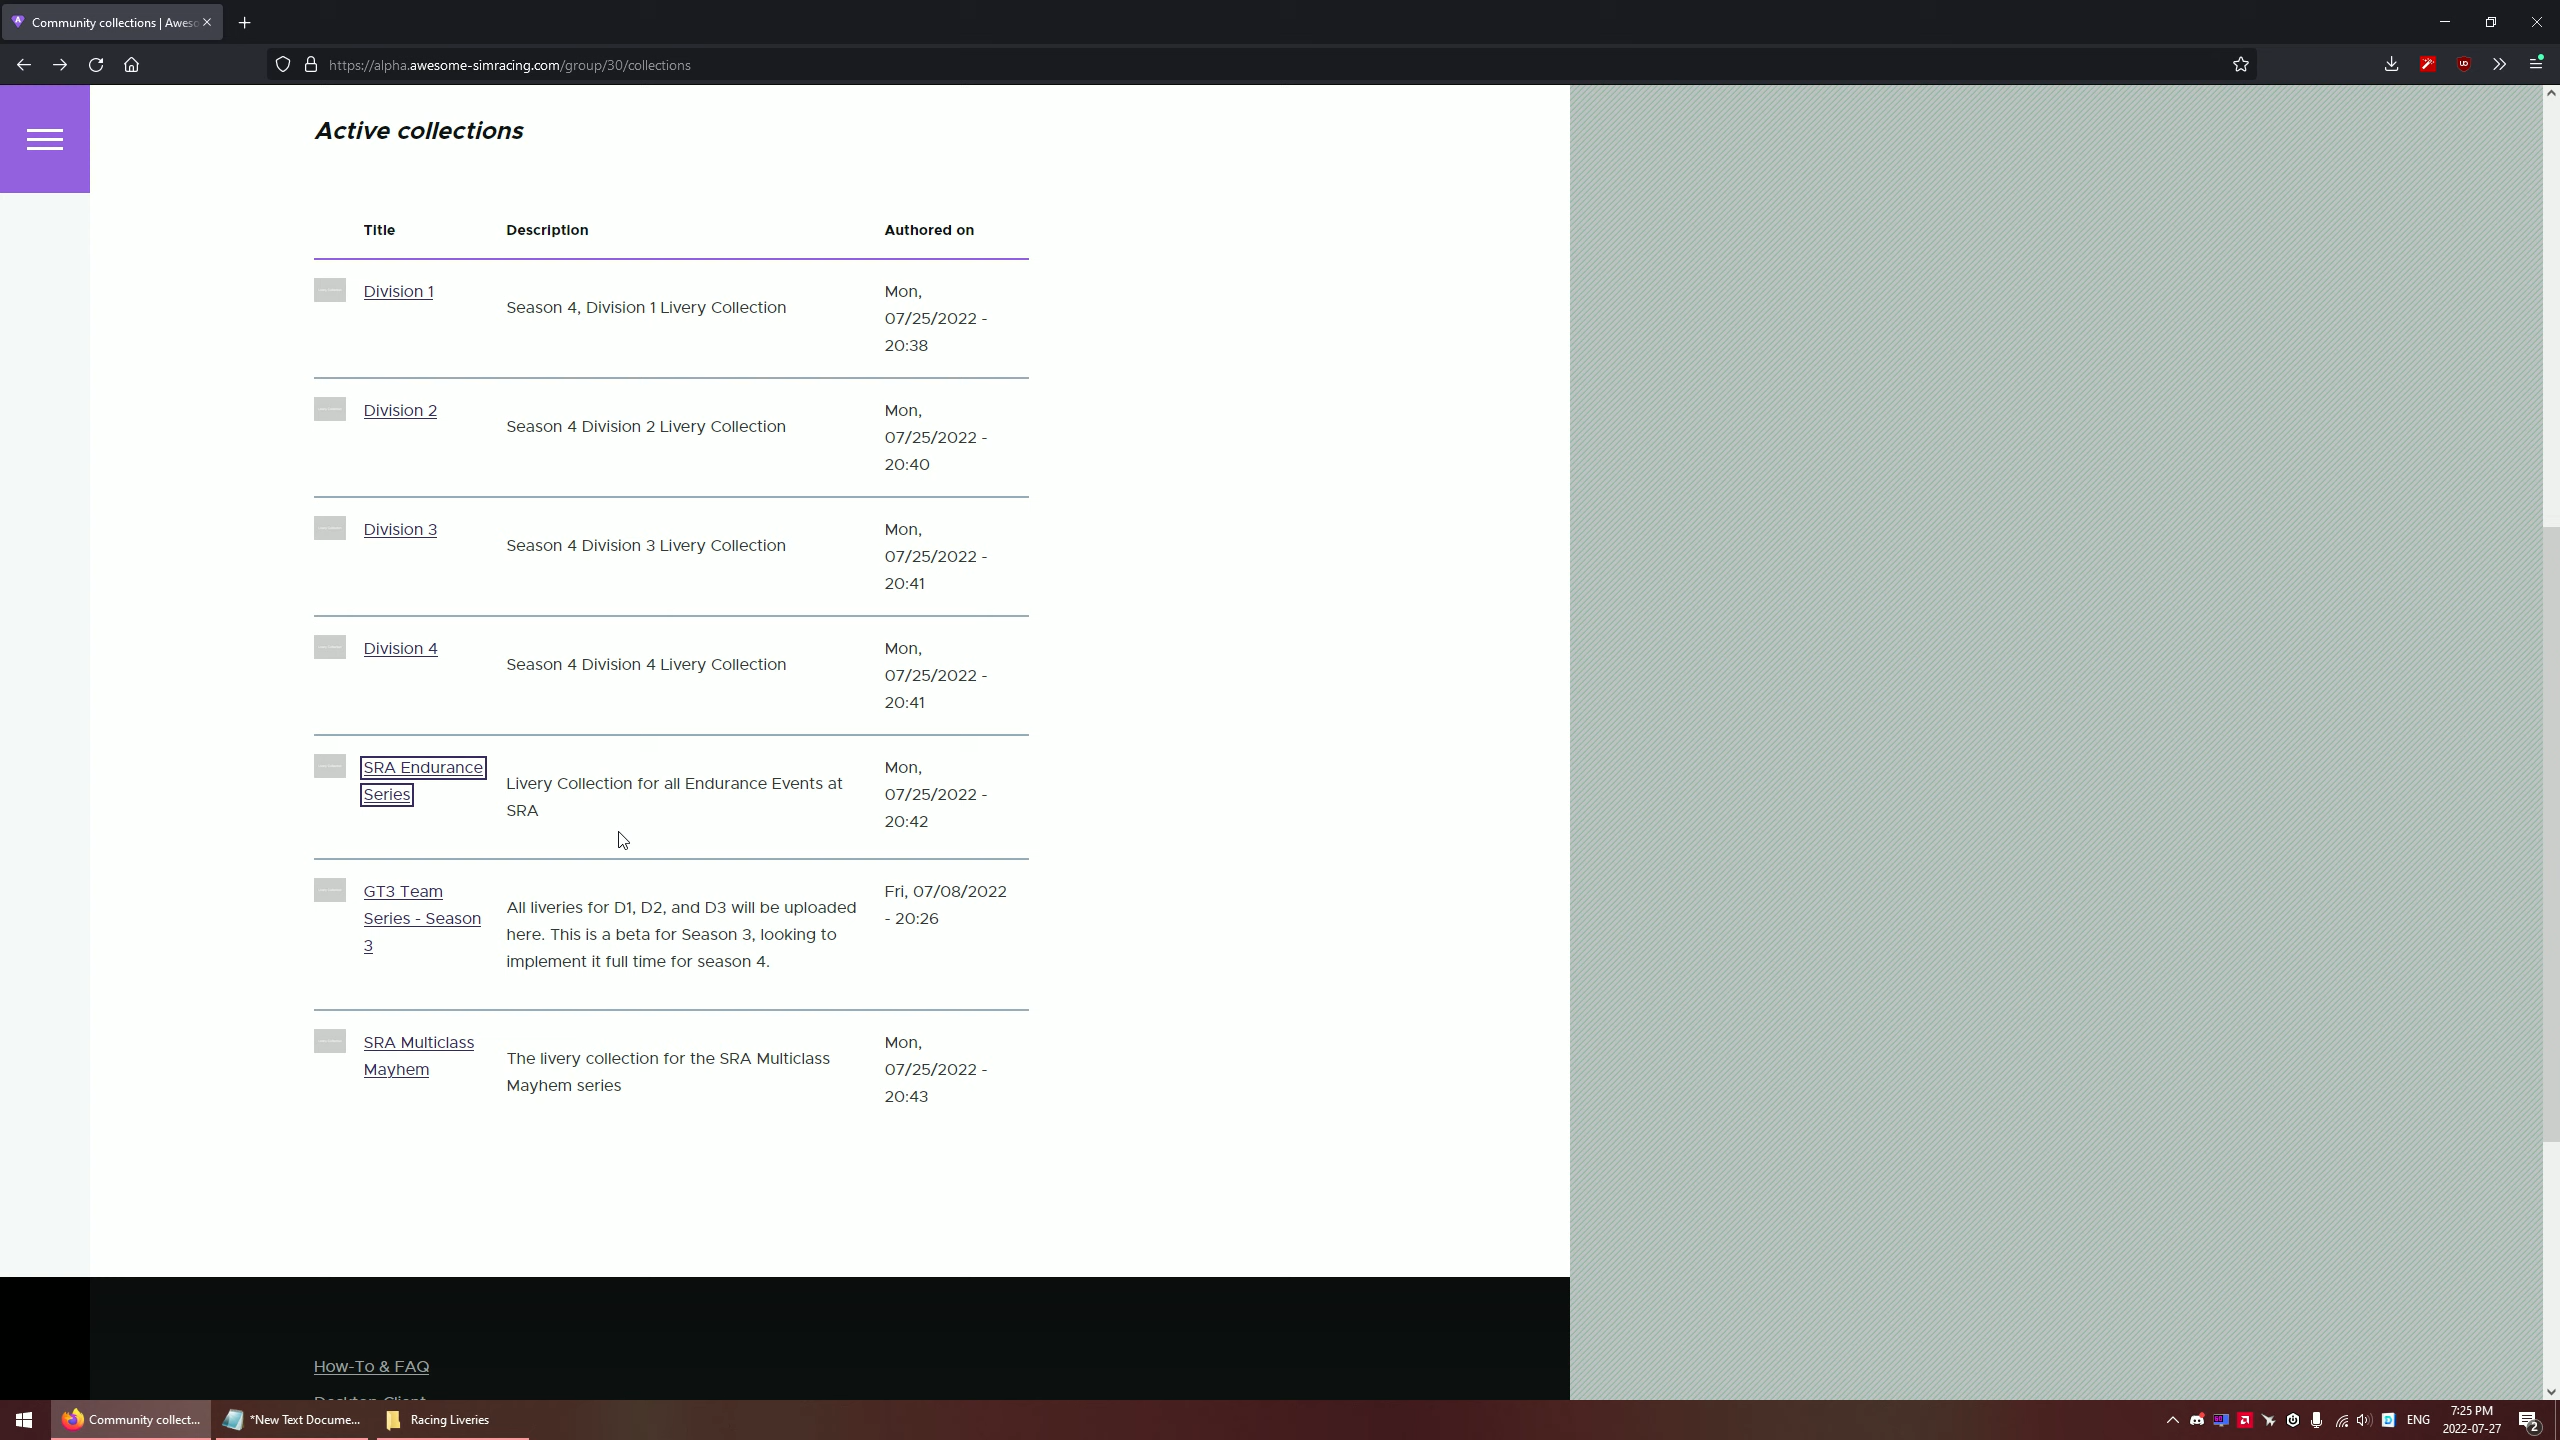 Community collections | Aweso
https://alpha.awesome-simracing.com/group/30/collections
Active collections
Title Description Authored on
Division 1
Season 4, Division 1 Livery Collection
Mon,
07/25/2022 -
20:38
Division 2
Season 4 Division 2 Livery Collection
Mon,
07/25/2022 -
20:40
Division 3
Season 4 Division 3 Livery Collection
Mon,
07/25/2022 -
20:41
Division 4
Season 4 Division 4 Livery Collection
Mon,
07/25/2022 -
20:41
SRA Endurance
Series
Livery Collection for all Endurance Events at
SRA
Mon,
07/25/2022 -
20:42
GT3 Team
Series - Season
3
All liveries for D1, D2, and D3 will be uploaded
here. This is a beta for Season 3, looking to
implement it full time for season 4.
Fri, 07/08/2022
- 20:26
SRA Multiclass
Mayhem
The livery collection for the SRA Multiclass
Mayhem series
Mon,
07/25/2022 -
20:43
How-To & FAQ
Desktop Client
Community collect...
*New Text Docume...
Racing Liveries
ENG
7:25 PM
2022-07-27
2